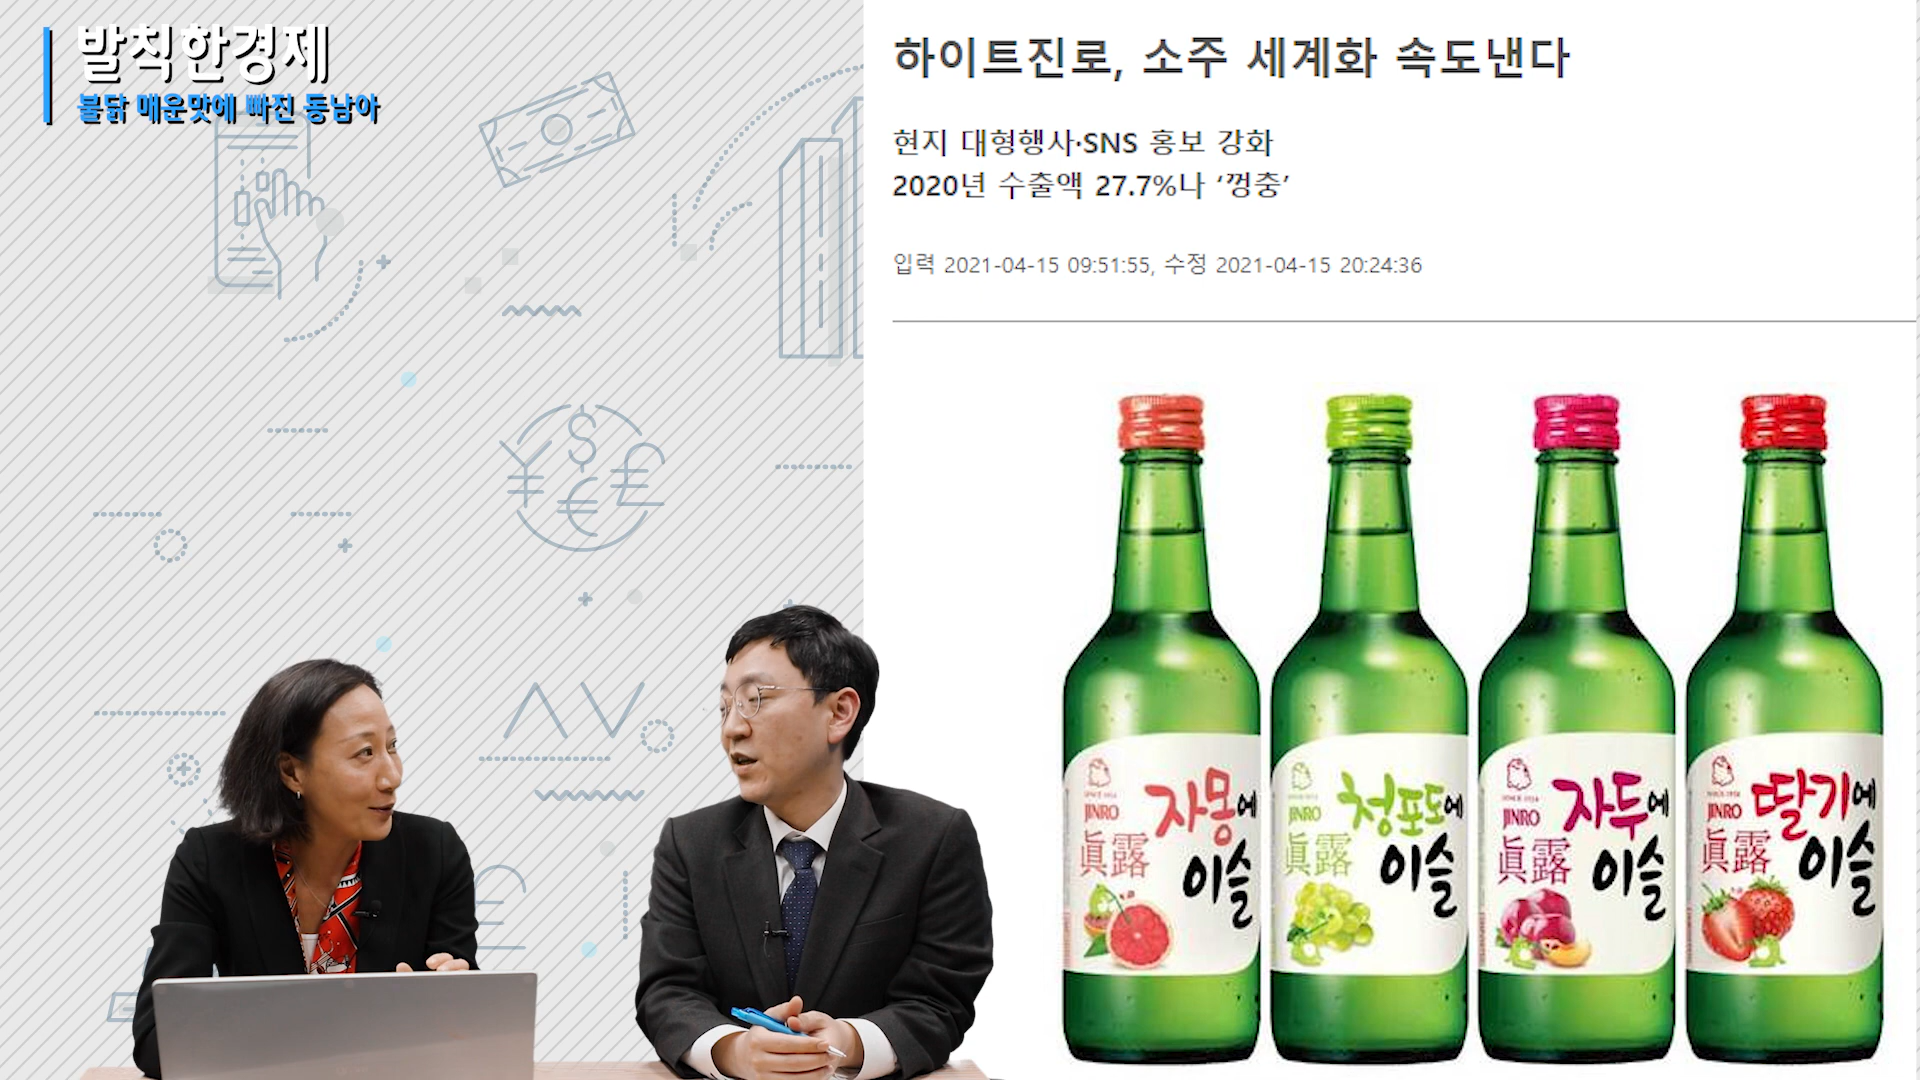 발칙한경제
불닭 매운맛에 빠진 동남아
하이트진로, 소주 세계화 속도낸다
현지 대형행사·SNS 홍보 강화
2020년 수출액 27.7%나 ‘껑충’
입력 2021-04-15 09:51:55, 수정 2021-04-15 20:24:36
JINRO
眞露
자몽에
이슬
JINRO
眞露
청포도에
이슬
JINRO
眞露
자두에
이슬
JINRO
眞露
딸기에
이슬